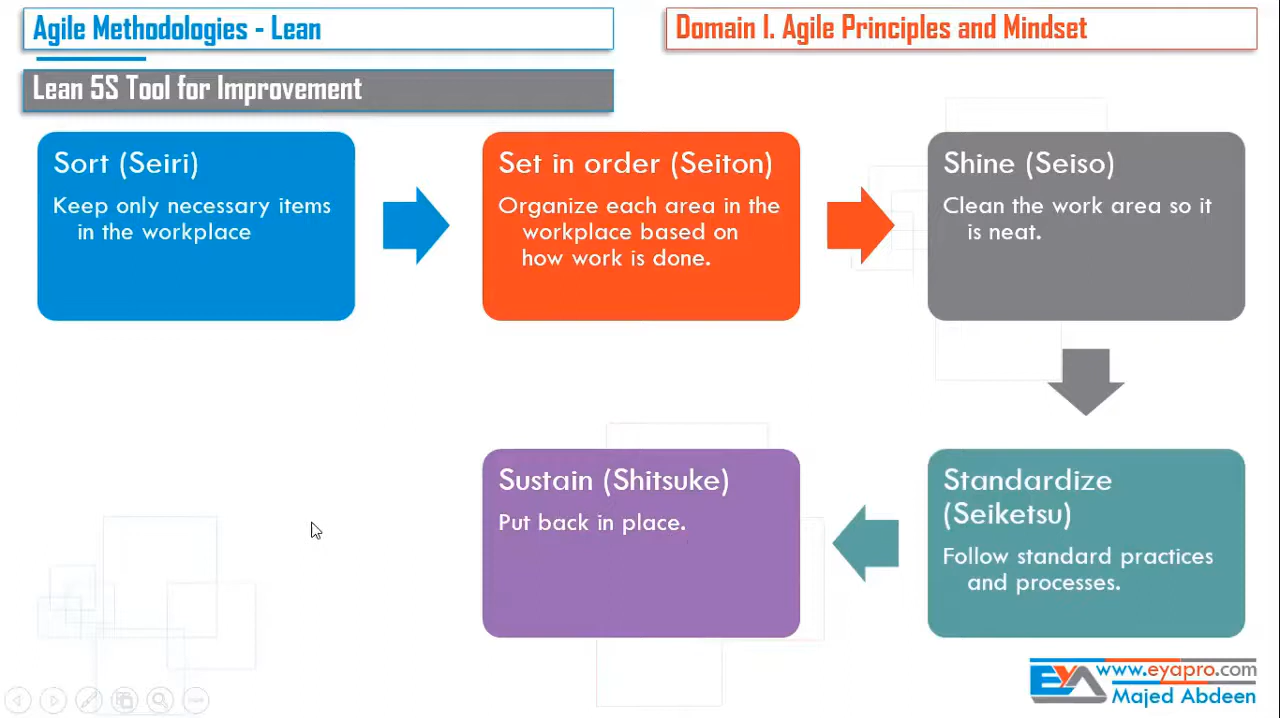 Agile Methodologies - Lean
Domain I. Agile Principles and Mindset
Lean 5S Tool for Improvement
Sort (Seiri)
Keep only necessary items
in the workplace
Set in order (Seiton)
Organize each area in the
workplace based on
how work is done.
Shine (Seiso)
Clean the work area so it
is neat.
Standardize
(Seiketsu)
Follow standard practices
and processes.
Sustain (Shitsuke)
Put back in place.
EYA
www.eyapro.com
Majed Abdeen